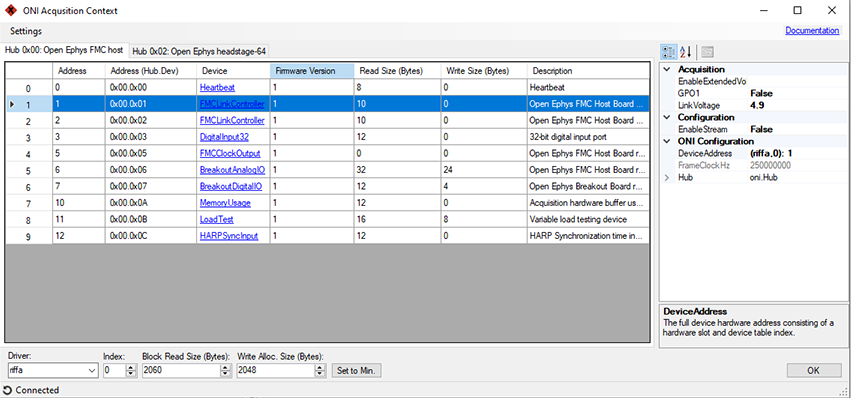 ONI Acqusition Context
Settings
Documentation
Hub 0x00: Open Ephys FMC host Hub 0x02: Open Ephys headstage-64
Address Address (Hub.Dev) Device Firmware Version Read Size (Bytes) Write Size (Bytes) Description
0 0 0x00.0x00 Heartbeat 1 8 0 Heartbeat
1 1 0x00.0x01 FMCLinkController 1 10 0 Open Ephys FMC Host Board ...
2 2 0x00.0x02 FMCLinkController 1 10 0 Open Ephys FMC Host Board ...
3 3 0x00.0x03 DigitalInput32 1 12 0 32-bit digital input port
4 5 0x00.0x05 FMCClockOutput 1 0 0 Open Ephys FMC Host Board r...
5 6 0x00.0x06 BreakoutAnalogIO 1 32 24 Open Ephys FMC Host Board r...
6 7 0x00.0x07 BreakoutDigitalIO 1 12 4 Open Ephys Breakout Board r...
7 10 0x00.0x0A MemoryUsage 1 12 0 Acquisition hardware buffer us...
8 11 0x00.0x0B LoadTest 1 16 8 Variable load testing device
9 12 0x00.0x0C HARPSyncInput 1 12 0 HARP Synchronization time in...
Acquisition
EnableExtendedVo
GPO1 False
LinkVoltage 4.9
Configuration
EnableStream False
ONI Configuration
DeviceAddress (riffa,0): 1
FrameClockHz 250000000
Hub oni.Hub
DeviceAddress
The full device hardware address consisting of a
hardware slot and device table index.
Driver: Index: Block Read Size (Bytes): Write Alloc. Size (Bytes):
riffa 0 2060 2048 Set to Min. OK
Connected